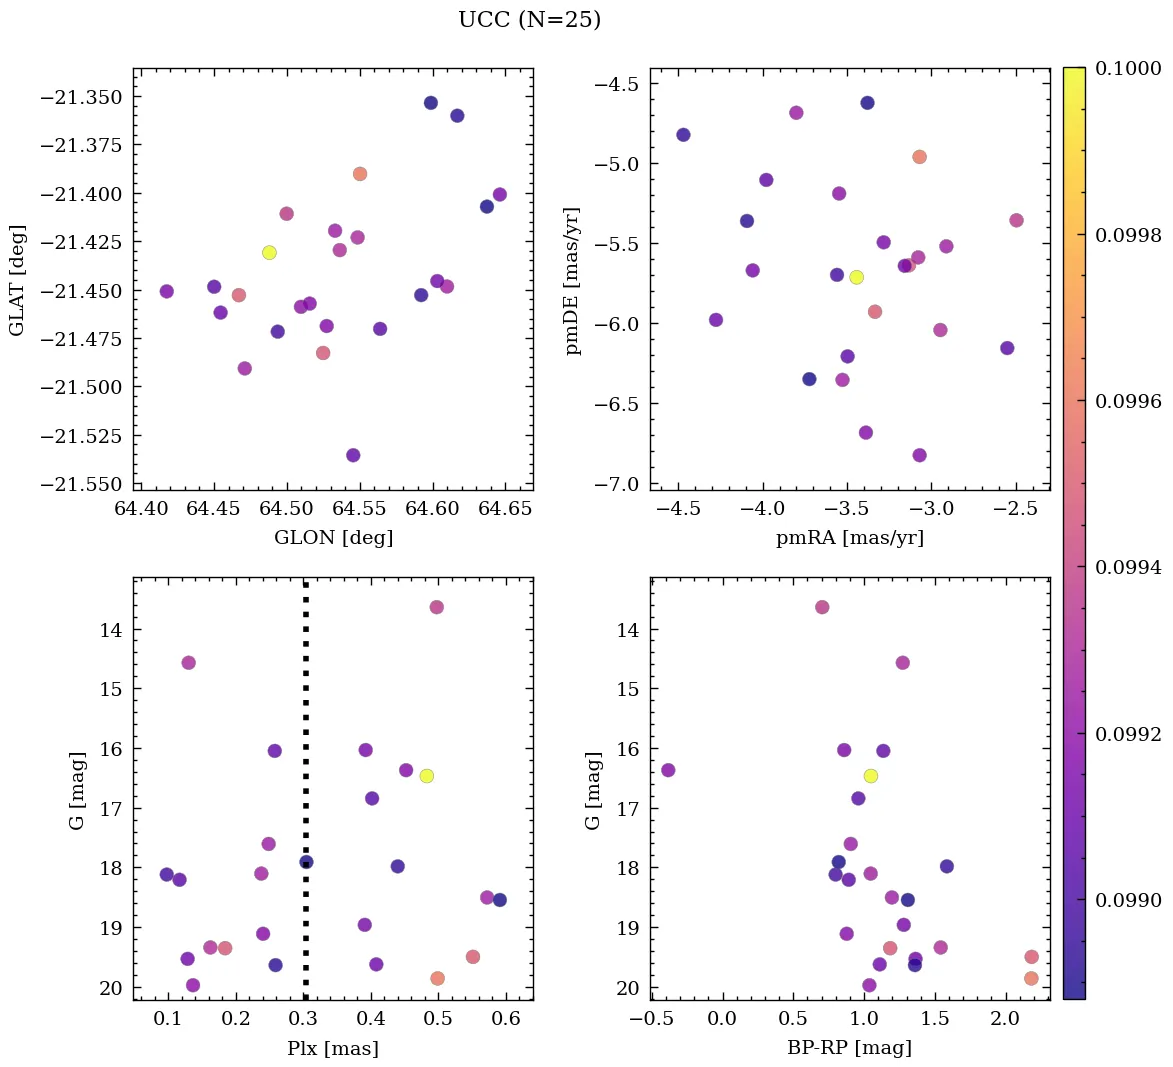 UCC (N=25)
−21.350
−21.375
−21.400
−21.425
−21.450
−21.475
−21.500
−21.525
−21.550
GLAT [deg]
64.40 64.45 64.50 64.55 64.60 64.65
GLON [deg]
−4.5
−5.0
−5.5
−6.0
−6.5
−7.0
pmDE [mas/yr]
−4.5 −4.0 −3.5 −3.0 −2.5
pmRA [mas/yr]
0.1000
0.0998
0.0996
0.0994
0.0992
0.0990
14
15
16
17
18
19
20
G [mag]
0.1 0.2 0.3 0.4 0.5 0.6
Plx [mas]
14
15
16
17
18
19
20
G [mag]
−0.5 0.0 0.5 1.0 1.5 2.0
BP-RP [mag]